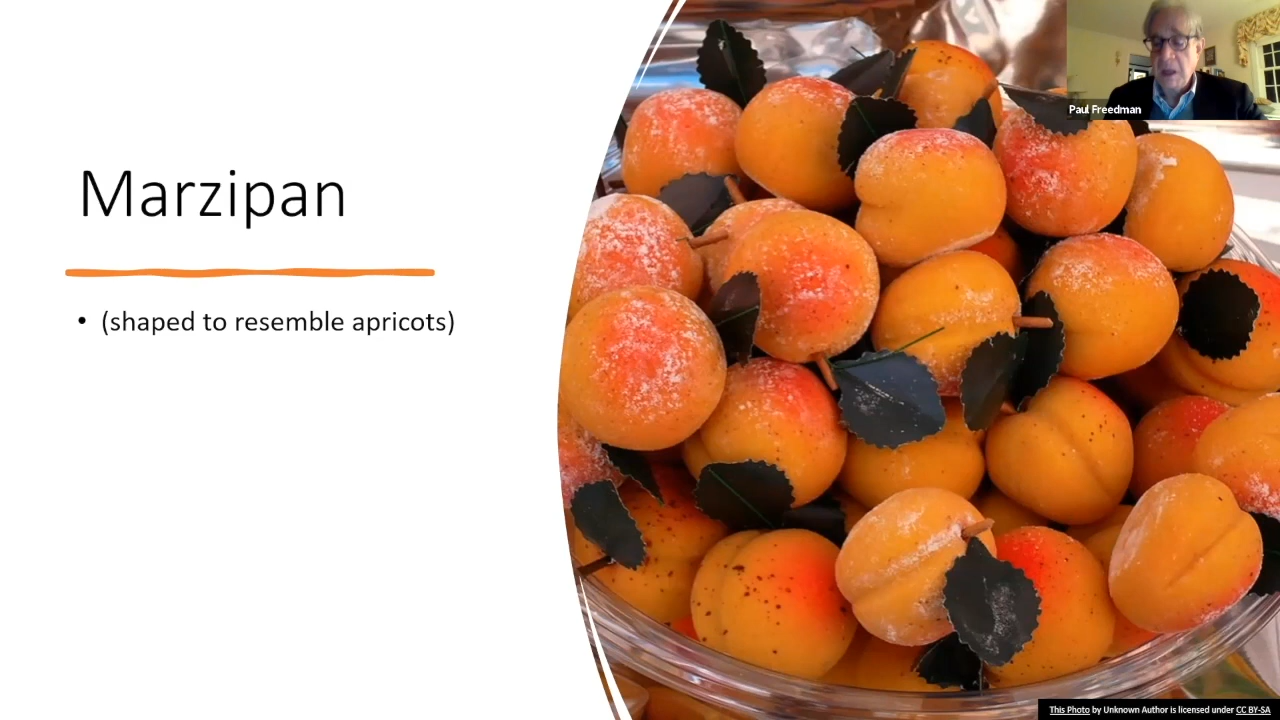 Paul Freedman
Marzipan
• (shaped to resemble apricots)
This Photo by Unknown Author is licensed under CC BY-SA